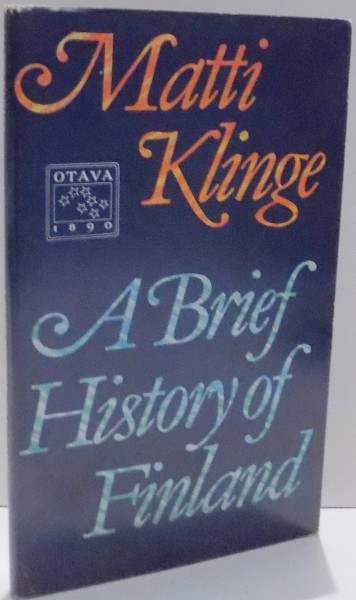 Matti
Klinge
OTAVA
1890
A Brief
History of
Finland